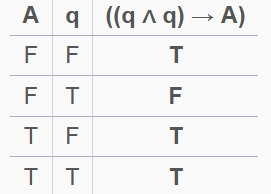 A q ((q ∧ q) → A)
F F T
F T F
T F T
T T T